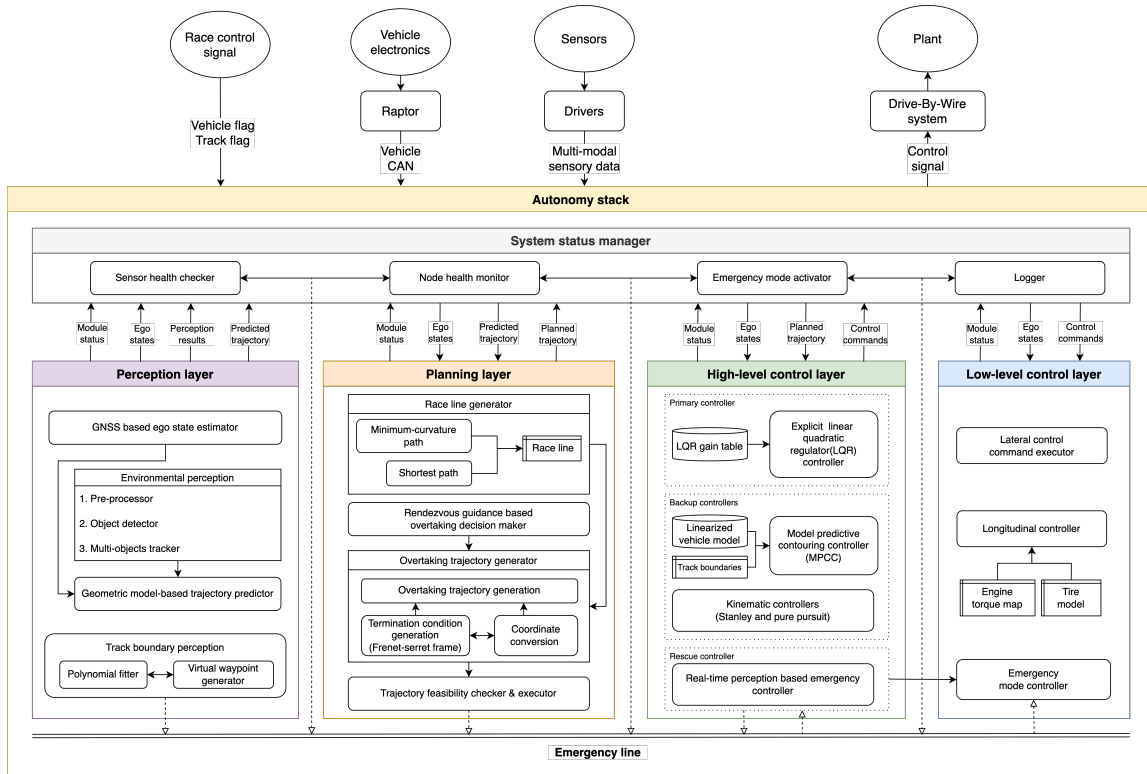 Race control
signal
Vehicle
electronics
Sensors
Plant
Raptor
Drivers
Drive-By-Wire
system
Vehicle flag
Track flag
Vehicle
CAN
Multi-modal
sensory data
Control
signal
Autonomy stack
System status manager
Sensor health checker
Node health monitor
Emergency mode activator
Logger
Module
status
Ego
states
Perception
results
Predicted
trajectory
Module
status
Ego
states
Predicted
trajectory
Planned
trajectory
Module
status
Ego
states
Planned
trajectory
Control
commands
Module
status
Ego
states
Control
commands
Perception layer
GNSS based ego state estimator
Environmental perception
1. Pre-processor
2. Object detector
3. Multi-objects tracker
Geometric model-based trajectory predictor
Track boundary perception
Polynomial fitter
Virtual waypoint
generator
Planning layer
Race line generator
Minimum-curvature
path
Shortest path
Race line
Rendezvous guidance based
overtaking decision maker
Overtaking trajectory generator
Overtaking trajectory generation
Termination condition
generation
(Frenet-serret frame)
Coordinate
conversion
Trajectory feasibility checker & executor
High-level control layer
Primary controller
LQR gain table
Explicit linear
quadratic
regulator(LQR)
controller
Backup controllers
Linearized
vehicle model
Track boundaries
Model predictive
contouring controller
(MPCC)
Kinematic controllers
(Stanley and pure pursuit)
Rescue controller
Real-time perception based emergency
controller
Low-level control layer
Lateral control
command executor
Longitudinal controller
Engine
torque map
Tire
model
Emergency
mode controller
Emergency line